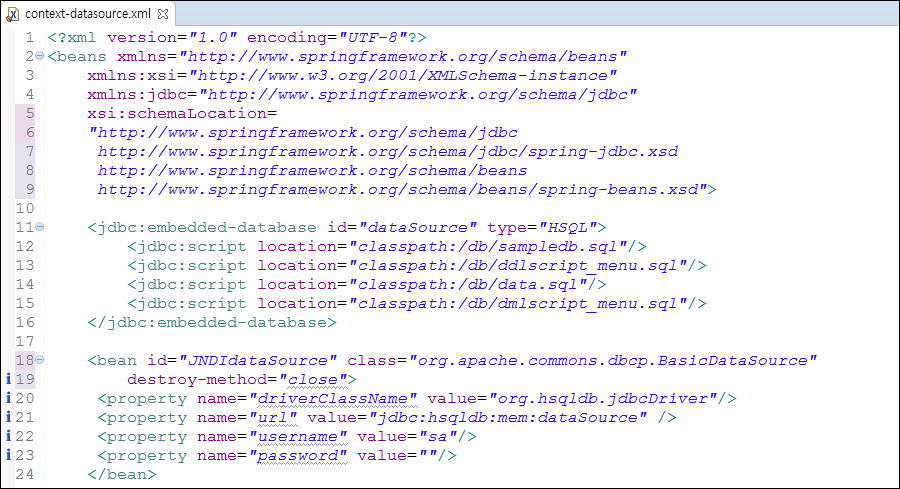 context-datasource.xml
1 <?xml version="1.0" encoding="UTF-8"?>
2 <beans xmlns="http://www.springframework.org/schema/beans"
3 xmlns:xsi="http://www.w3.org/2001/XMLSchema-instance"
4 xmlns:jdbc="http://www.springframework.org/schema/jdbc"
5 xsi:schemaLocation=
6 "http://www.springframework.org/schema/jdbc
7 http://www.springframework.org/schema/jdbc/spring-jdbc.xsd
8 http://www.springframework.org/schema/beans
9 http://www.springframework.org/schema/beans/spring-beans.xsd">
10
11 <jdbc:embedded-database id="dataSource" type="HSQL">
12 <jdbc:script location="classpath:/db/sampledb.sql"/>
13 <jdbc:script location="classpath:/db/ddlscript_menu.sql"/>
14 <jdbc:script location="classpath:/db/data.sql"/>
15 <jdbc:script location="classpath:/db/dmlscript_menu.sql"/>
16 </jdbc:embedded-database>
17
18 <bean id="JNDIdataSource" class="org.apache.commons.dbcp.BasicDataSource"
19 destroy-method="close">
20 <property name="driverClassName" value="org.hsqldb.jdbcDriver"/>
21 <property name="url" value="jdbc:hsqldb:mem:dataSource" />
22 <property name="username" value="sa"/>
23 <property name="password" value=""/>
24 </bean>